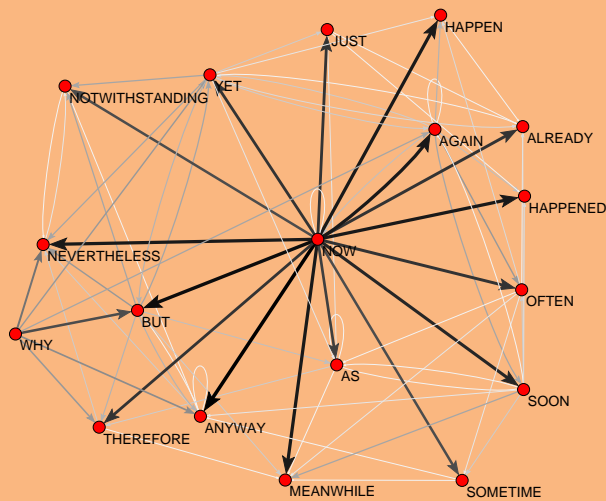 HAPPEN
JUST
YET
NOTWITHSTANDING
AGAIN
ALREADY
HAPPENED
NOW
NEVERTHELESS
OFTEN
BUT
WHY
AS
SOON
ANYWAY
THEREFORE
MEANWHILE
SOMETIME